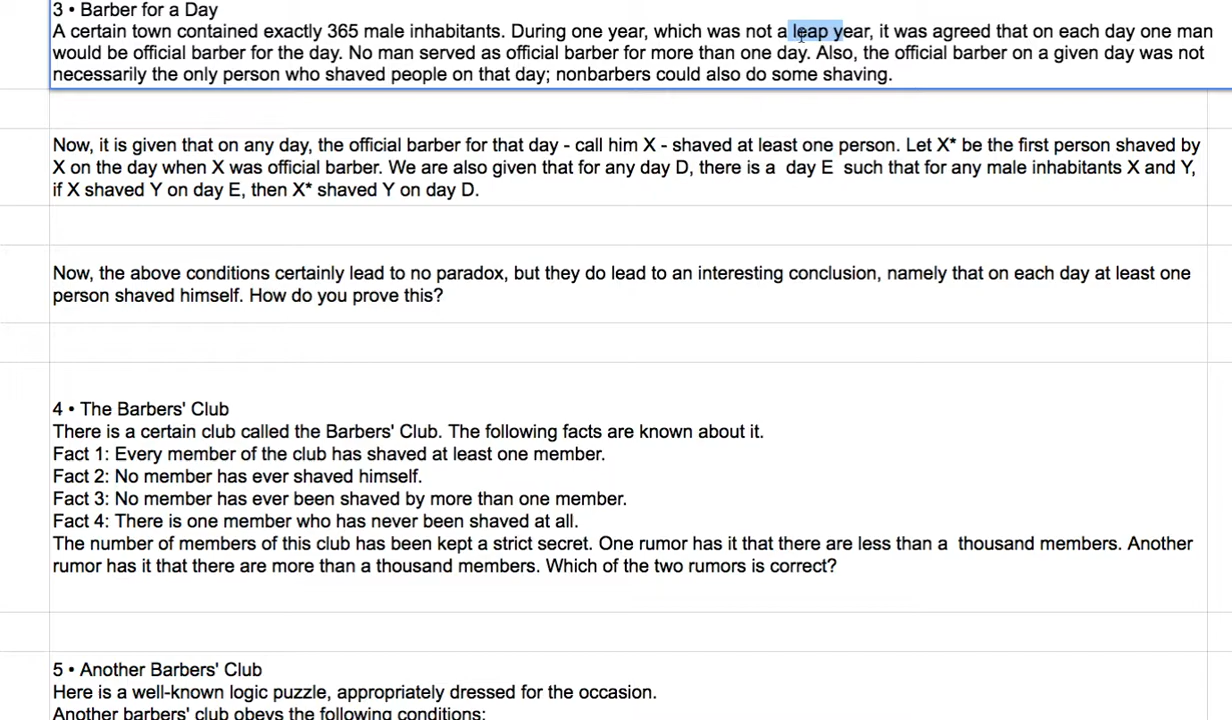 3 • Barber for a Day
A certain town contained exactly 365 male inhabitants. During one year, which was not a leap year, it was agreed that on each day one man
would be official barber for the day. No man served as official barber for more than one day. Also, the official barber on a given day was not
necessarily the only person who shaved people on that day; nonbarbers could also do some shaving.
Now, it is given that on any day, the official barber for that day - call him X - shaved at least one person. Let X* be the first person shaved by
X on the day when X was official barber. We are also given that for any day D, there is a  day E  such that for any male inhabitants X and Y,
if X shaved Y on day E, then X* shaved Y on day D.
Now, the above conditions certainly lead to no paradox, but they do lead to an interesting conclusion, namely that on each day at least one
person shaved himself. How do you prove this?
4 • The Barbers' Club
There is a certain club called the Barbers' Club. The following facts are known about it.
Fact 1: Every member of the club has shaved at least one member.
Fact 2: No member has ever shaved himself.
Fact 3: No member has ever been shaved by more than one member.
Fact 4: There is one member who has never been shaved at all.
The number of members of this club has been kept a strict secret. One rumor has it that there are less than a  thousand members. Another
rumor has it that there are more than a thousand members. Which of the two rumors is correct?
5 • Another Barbers' Club
Here is a well-known logic puzzle, appropriately dressed for the occasion.
Another barbers' club obeys the following conditions: